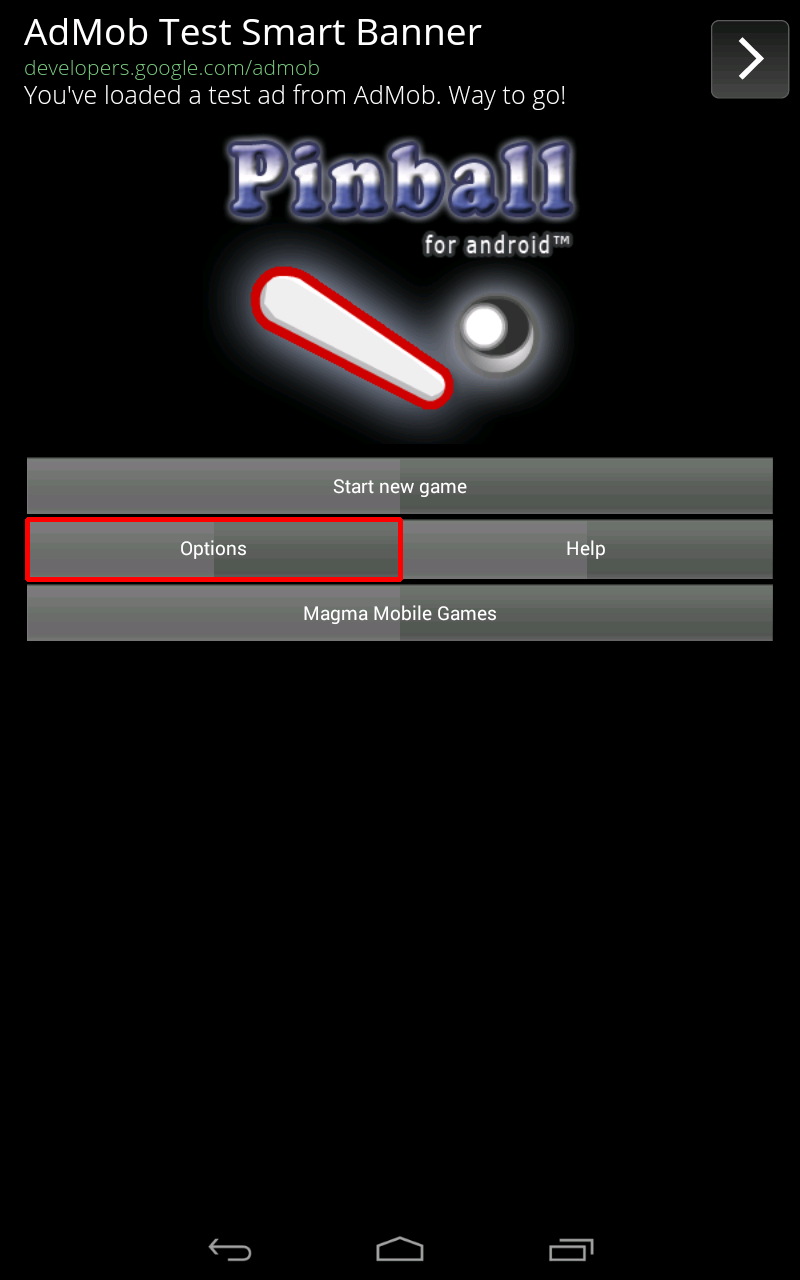 AdMob Test Smart Banner
developers.google.com/admob
You've loaded a test ad from AdMob. Way to go!
Pinball
for android™
Start new game
Options
Help
Magma Mobile Games